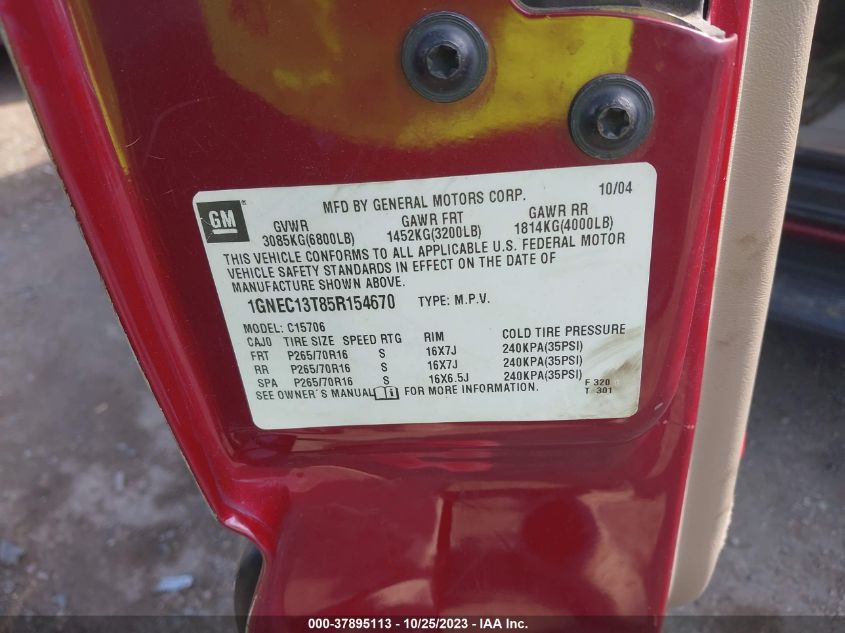 GM
MFD BY GENERAL MOTORS CORP. 10/04
GVWR GAWR FRT GAWR RR
3085KG(6800LB) 1452KG(3200LB) 1814KG(4000LB)
THIS VEHICLE CONFORMS TO ALL APPLICABLE U.S. FEDERAL MOTOR
VEHICLE SAFETY STANDARDS IN EFFECT ON THE DATE OF
MANUFACTURE SHOWN ABOVE.
1GNEC13T85R154670 TYPE: M.P.V.
MODEL: C15706
CAJO TIRE SIZE SPEED RTG RIM COLD TIRE PRESSURE
FRT P265/70R16 S 16X7J 240KPA(35PSI)
RR P265/70R16 S 16X7J 240KPA(35PSI)
SPA P265/70R16 S 16X6.5J 240KPA(35PSI)
SEE OWNER'S MANUAL FOR MORE INFORMATION. F 320
T 301
000-37895113 - 10/25/2023 - IAA Inc.